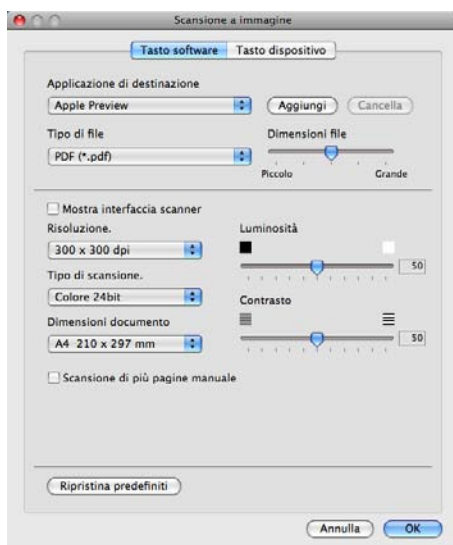 Scansione a immagine
Tasto software Tasto dispositivo
Applicazione di destinazione
Apple Preview Aggiungi Cancella
Tipo di file Dimensioni file
PDF (*.pdf)
Piccolo Grande
Mostra interfaccia scanner
Risoluzione. Luminosità
300 x 300 dpi
50
Tipo di scansione.
Colore 24bit Contrasto
Dimensioni documento
A4 210 x 297 mm 50
Scansione di più pagine manuale
Ripristina predefiniti
Annulla OK